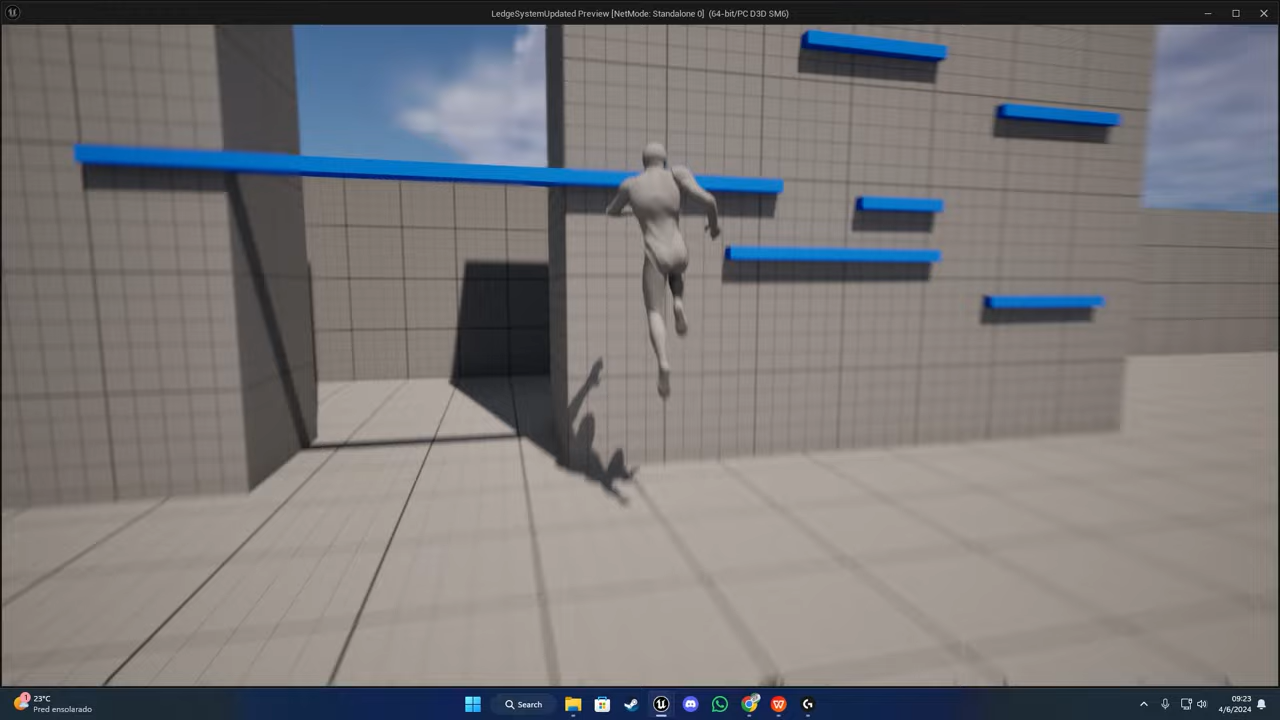 LedgeSystemUpdated Preview [NetMode: Standalone 0]  (64-bit/PC D3D SM6)
1
23°C
Pred ensolarado
Search
09:23
4/6/2024